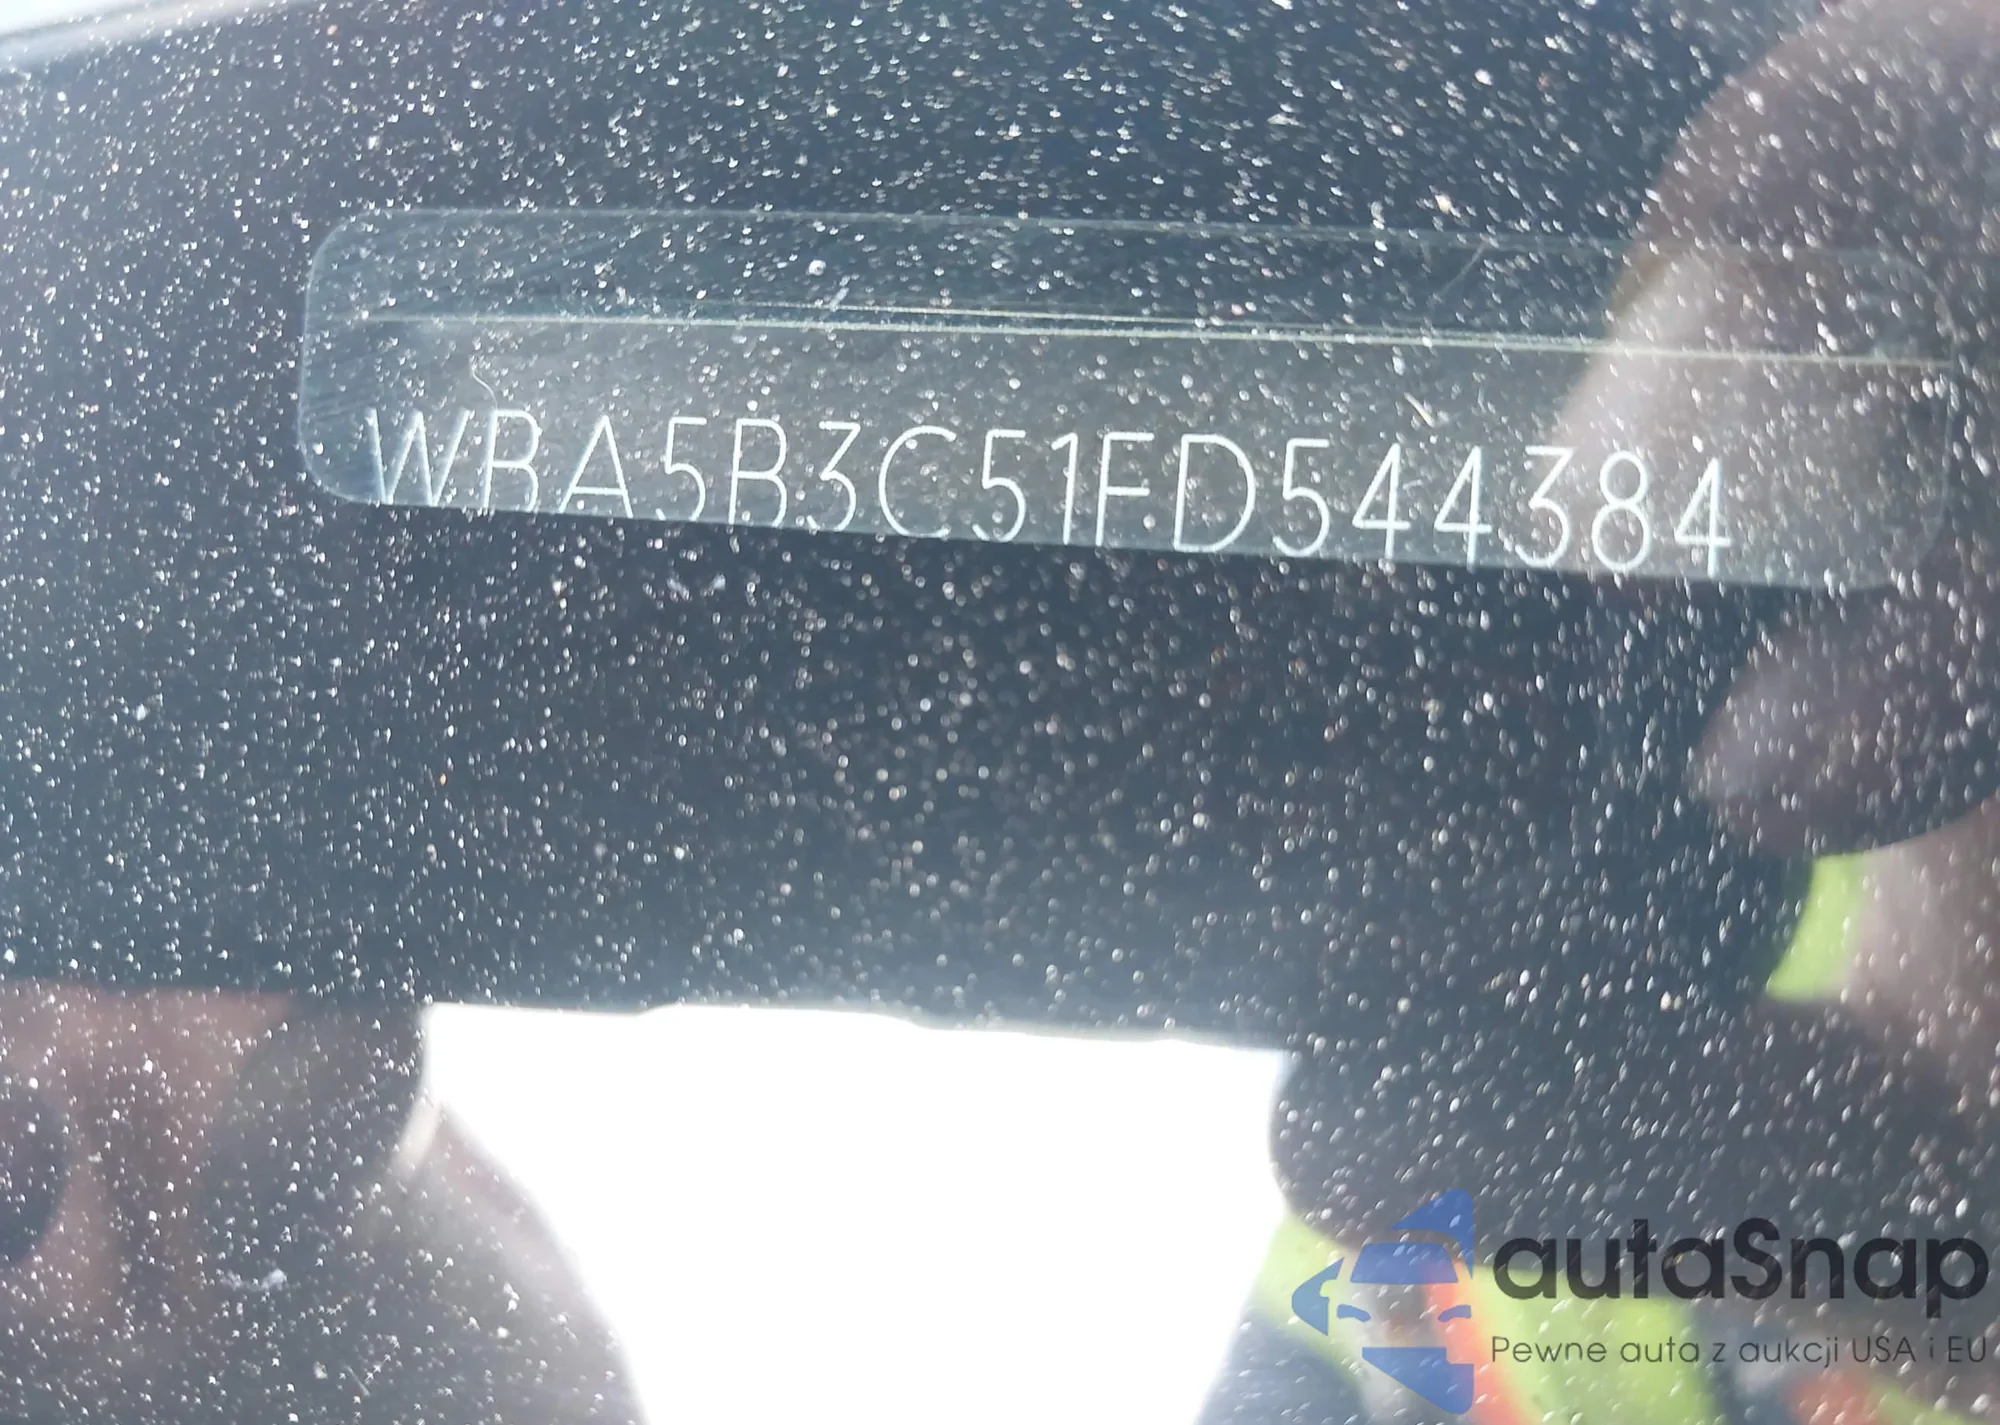 WBA5B3C51FD544384
autaSnap
Pewne auta z aukcji USA i EU